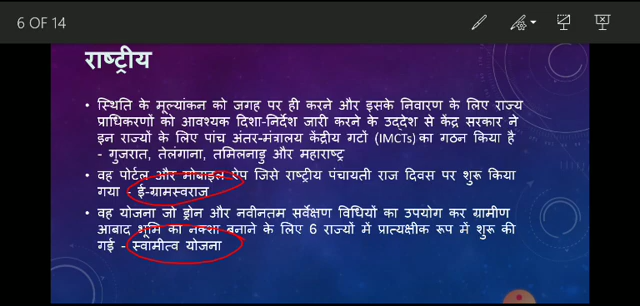 6 OF 14
राष्ट्रीय
• स्थिति के मूल्यांकन को जगह पर ही करने और इसके निवारण के लिए राज्य
प्राधिकरणों को आवश्यक दिशा-निर्देश जारी करने के उद्देश से केंद्र सरकार ने
इन राज्यों के लिए पांच अंतर-मंत्रालय केंद्रीय गटों (IMCTs) का गठन किया है
- गुजरात, तेलंगाना, तमिलनाडु और महाराष्ट्र
• वह पोर्टल और मोबाइल ऐप जिसे राष्ट्रीय पंचायती राज दिवस पर शुरू किया
गया - ई-ग्रामस्वराज
• वह योजना जो ड्रोन और नवीनतम सर्वेक्षण विधियों का उपयोग कर ग्रामीण
आबाद भूमि का नक्शा बनाने के लिए 6 राज्यों में प्रात्यक्षीक रूप में शुरू की
गई - स्वामीत्व योजना